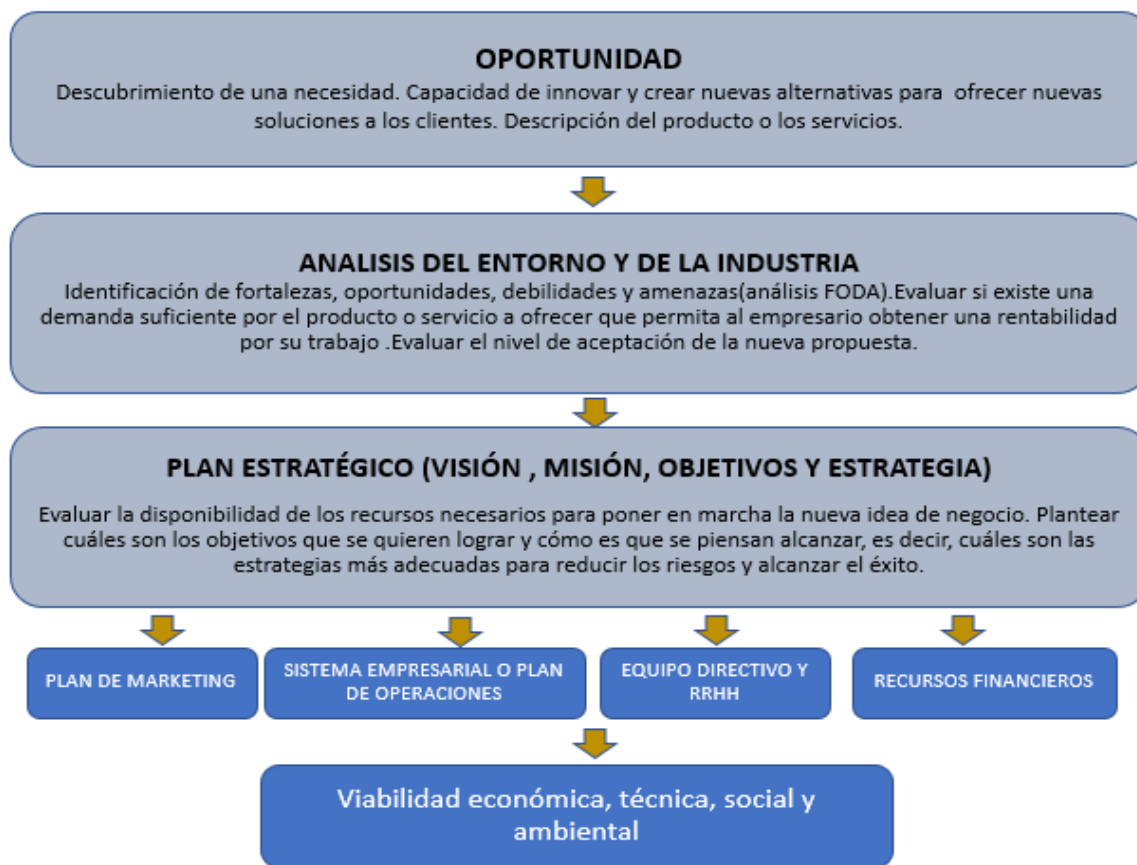 OPORTUNIDAD
Descubrimiento de una necesidad. Capacidad de innovar y crear nuevas alternativas para ofrecer nuevas
soluciones a los clientes. Descripción del producto o los servicios.
ANALISIS DEL ENTORNO Y DE LA INDUSTRIA
Identificación de fortalezas, oportunidades, debilidades y amenazas(análisis FODA).Evaluar si existe una
demanda suficiente por el producto o servicio a ofrecer que permita al empresario obtener una rentabilidad
por su trabajo .Evaluar el nivel de aceptación de la nueva propuesta.
PLAN ESTRATÉGICO (VISIÓN , MISIÓN, OBJETIVOS Y ESTRATEGIA)
Evaluar la disponibilidad de los recursos necesarios para poner en marcha la nueva idea de negocio. Plantear
cuáles son los objetivos que se quieren lograr y cómo es que se piensan alcanzar, es decir, cuáles son las
estrategias más adecuadas para reducir los riesgos y alcanzar el éxito.
PLAN DE MARKETING
SISTEMA EMPRESARIAL O PLAN
DE OPERACIONES
EQUIPO DIRECTIVO Y
RRHH
RECURSOS FINANCIEROS
Viabilidad económica, técnica, social y
ambiental